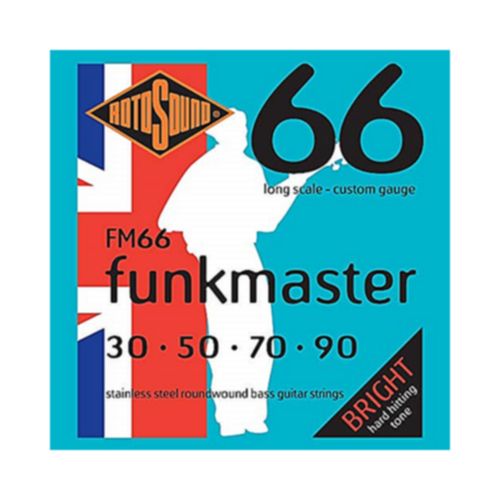 ROTOSOUND
66
long scale - custom gauge
FM66
funkmaster
30 · 50 · 70 · 90
stainless steel roundwound bass guitar strings
BRIGHT
hard hitting
tone